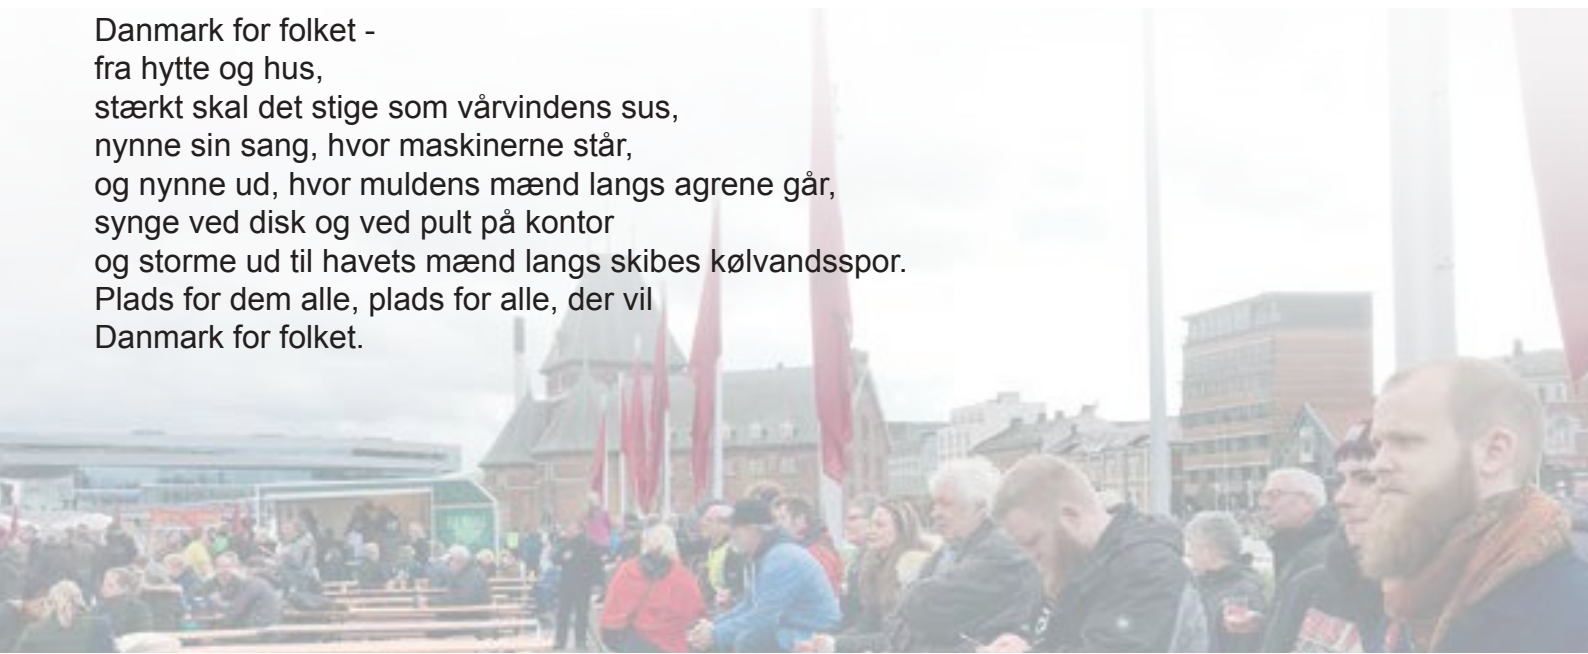 Danmark for folket -
fra hytte og hus,
stærkt skal det stige som vårvindens sus,
nynne sin sang, hvor maskinerne står,
og nynne ud, hvor muldens mænd langs agrene går,
synge ved disk og ved pult på kontor
og storme ud til havets mænd langs skibes kølvandsspor.
Plads for dem alle, plads for alle, der vil
Danmark for folket.